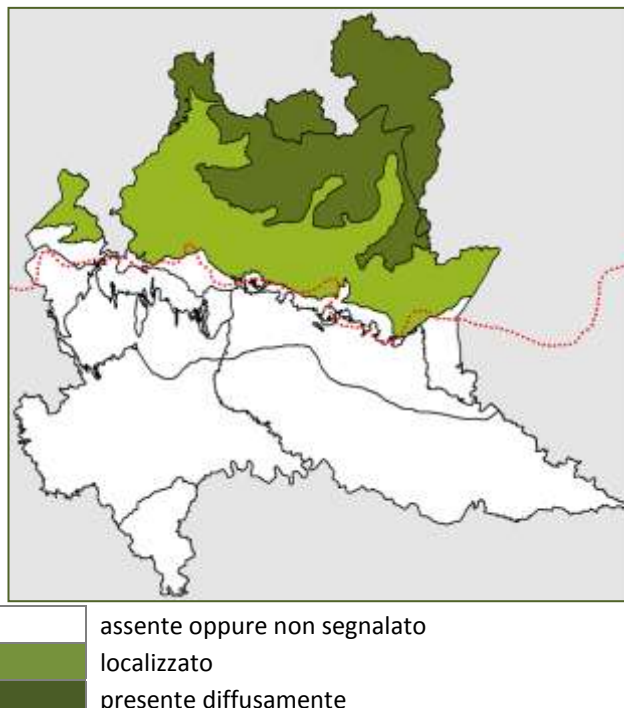 assente oppure non segnalato
localizzato
presente diffusamente